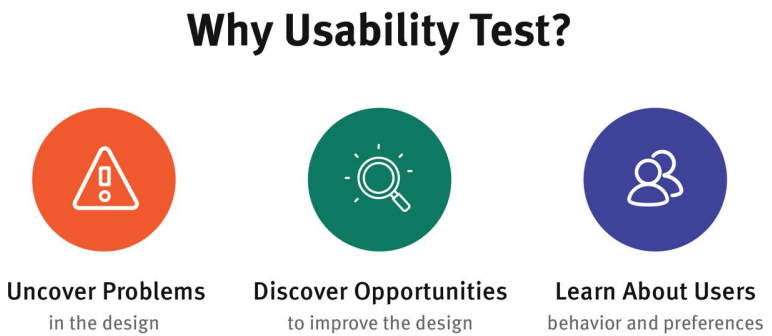 Why Usability Test?
Uncover Problems
in the design
Discover Opportunities
to improve the design
Learn About Users
behavior and preferences